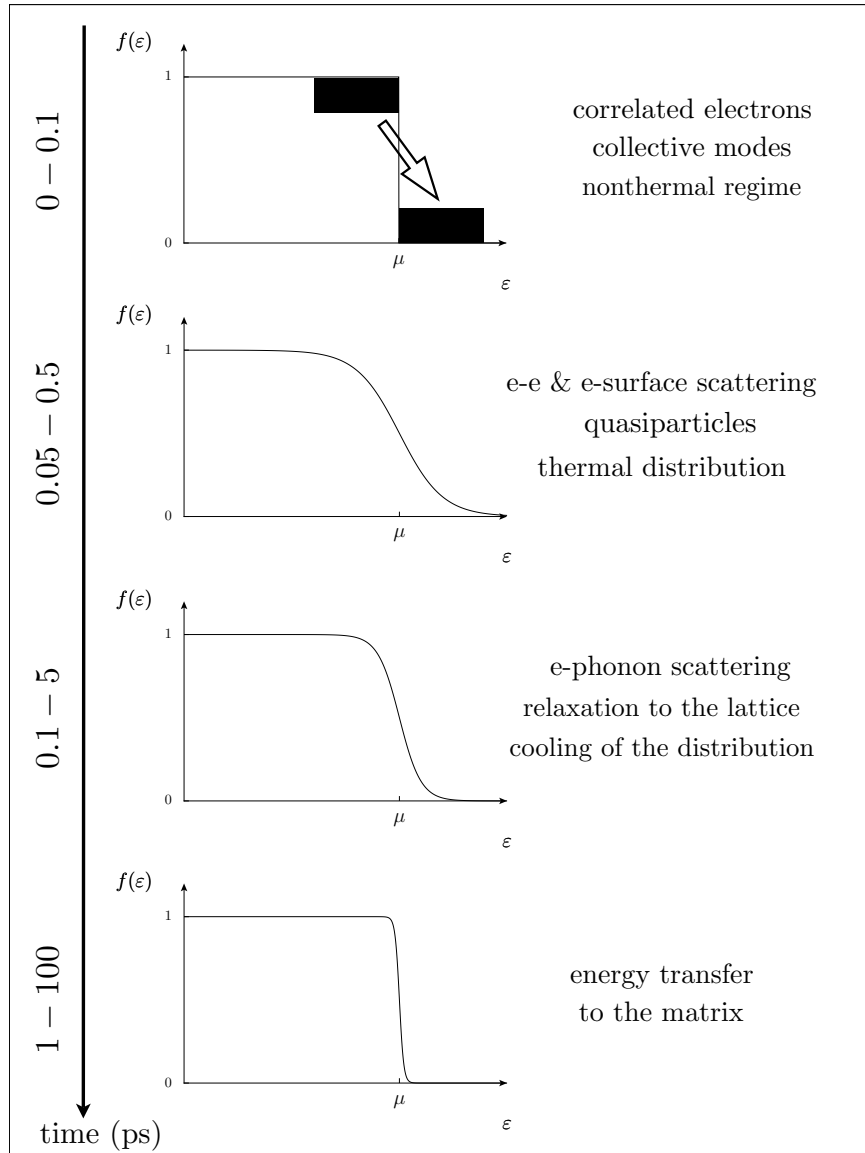 f(ε)
1
0
μ
ε
0 − 0.1
correlated electrons
collective modes
nonthermal regime
f(ε)
1
0
μ
ε
0.05 − 0.5
e-e & e-surface scattering
quasiparticles
thermal distribution
f(ε)
1
0
μ
ε
0.1 − 5
e-phonon scattering
relaxation to the lattice
cooling of the distribution
f(ε)
1
0
μ
ε
1 − 100
energy transfer
to the matrix
time (ps)